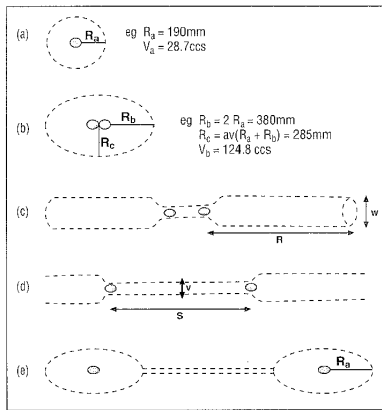 (a)
Ra
eg Ra = 190mm
Va = 28.7ccs
(b)
Rb
Rc
eg Rb = 2 Ra = 380mm
Rc = av(Ra + Rb) = 285mm
Vb = 124.8 ccs
(c)
R
w
(d)
v
s
(e)
Ra